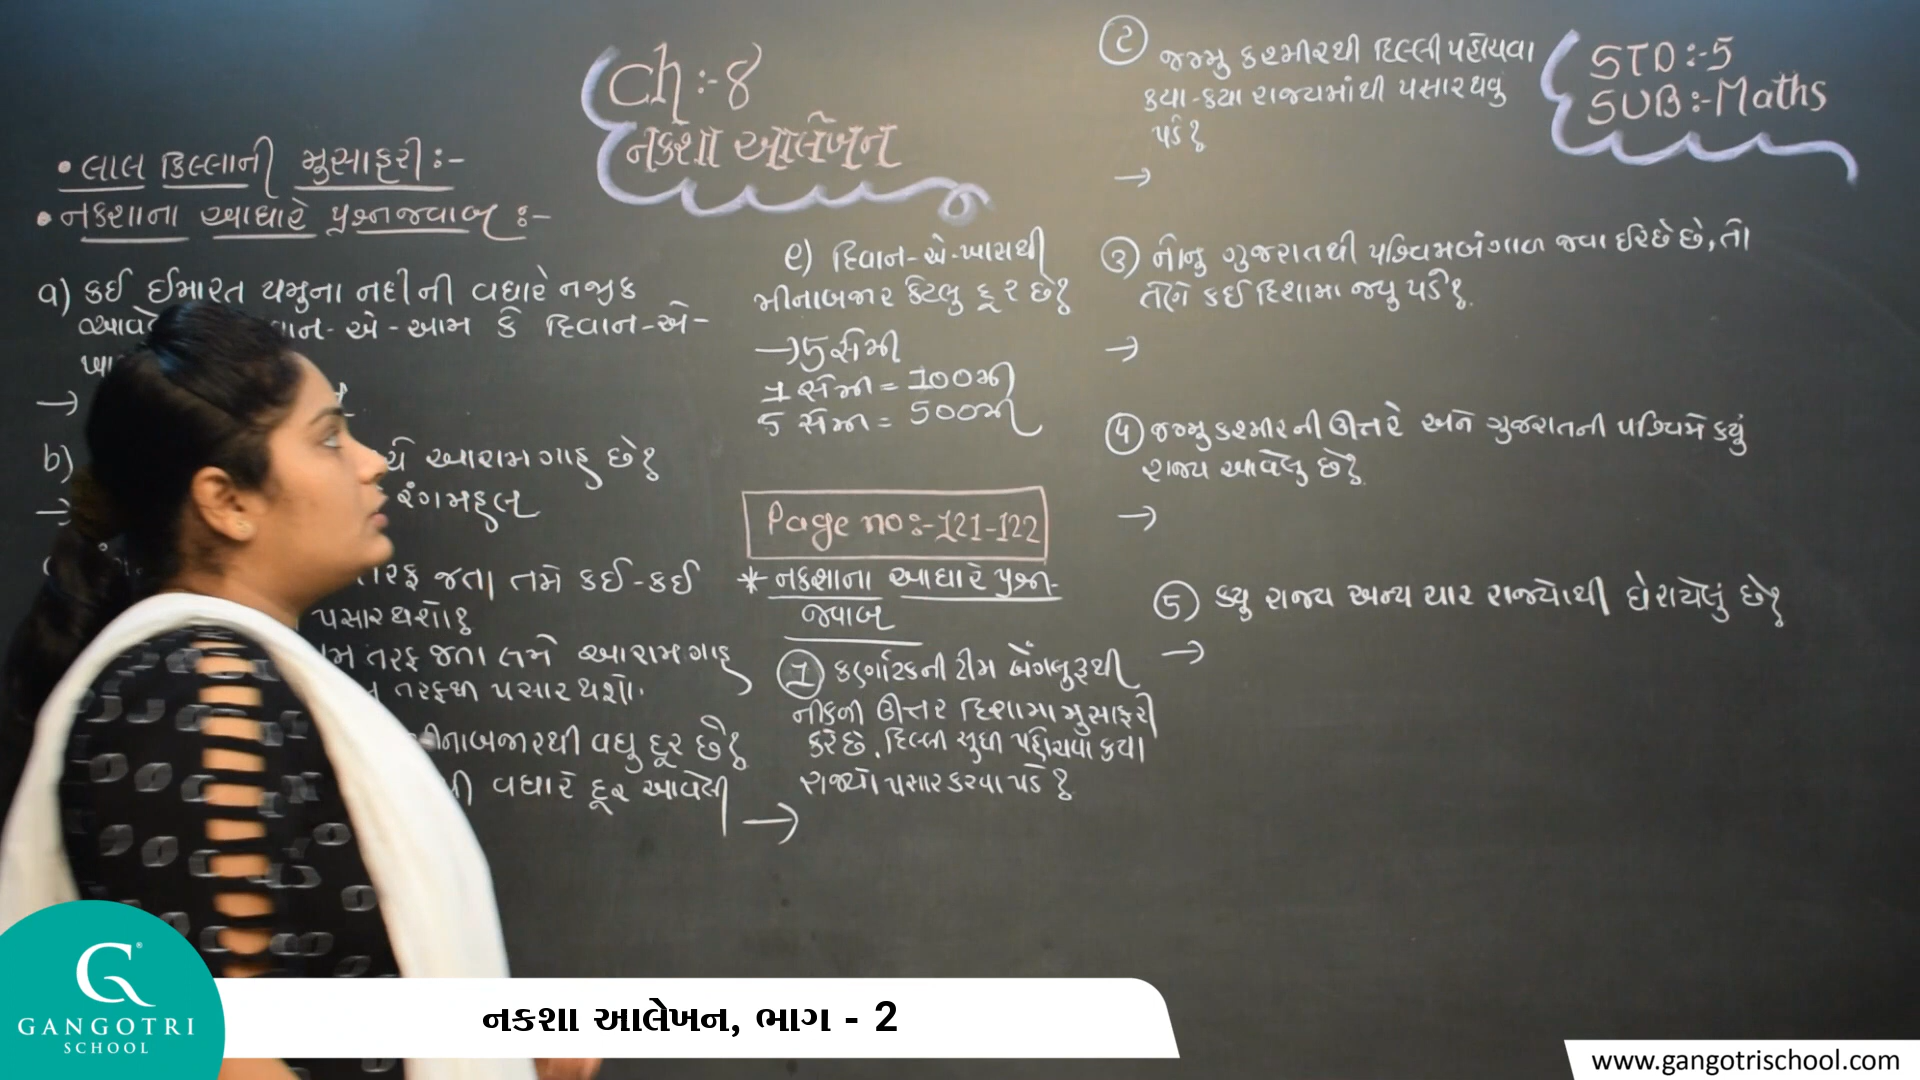 Ch:-8
નકશા આલેખન
STD:-5
SUB:-Maths
• લાલ કિલ્લાની મુસાફરી:-
• નકશાના આધારે પ્રશ્નજવાબ:-
a) કઈ ઈમારત યમુના નદીની વધારે નજીક
દિવાન-એ-
એ-આમ કે
b)
આરામગાહ છે?
→
રંગમહલ
તરફ જતા તમે કઈ-કઈ
પસાર થશો?
તરફ જતા તમે આરામગાહ
તરફથી પસાર થશો.
મીનાબજારથી વધુ દૂર છે?
વધારે દૂર આવેલી
e) દિવાન-એ-ખાસથી
મીનાબજાર કેટલુ દૂર છે?
→ 5 સેમી
1 સેમી = 100મી
5 સેમી = 500મી
Page no:-121-122
* નકશાના આધારે પ્રશ્ન-
જવાબ
① કર્ણાટકની ટીમ બેંગલુરુથી
નીકળી ઊત્તર દિશામા મુસાફરી
કરે છે. દિલ્લી સુધી પહોચવા કયા
રાજ્યો પસાર કરવા પડે?
→
② જમ્મુ કશ્મીરથી દિલ્લી પહોચવા
કયા-કયા રાજ્યમાંથી પસાર થવુ
પડે?
→
③ નીનુ ગુજરાતથી પશ્ચિમબંગાળ જવા ઈચ્છે છે, તો
તેણે કઈ દિશામા જવુ પડે?
→
④ જમ્મુ કશ્મીરની ઊત્તરે અને ગુજરાતની પશ્ચિમે કયું
રાજ્ય આવેલુ છે?
→
⑤ કયુ રાજ્ય અન્ય ચાર રાજ્યોથી ઘેરાયેલું છે?
→
GANGOTRI
SCHOOL
નકશા આલેખન, ભાગ - 2
www.gangotrischool.com